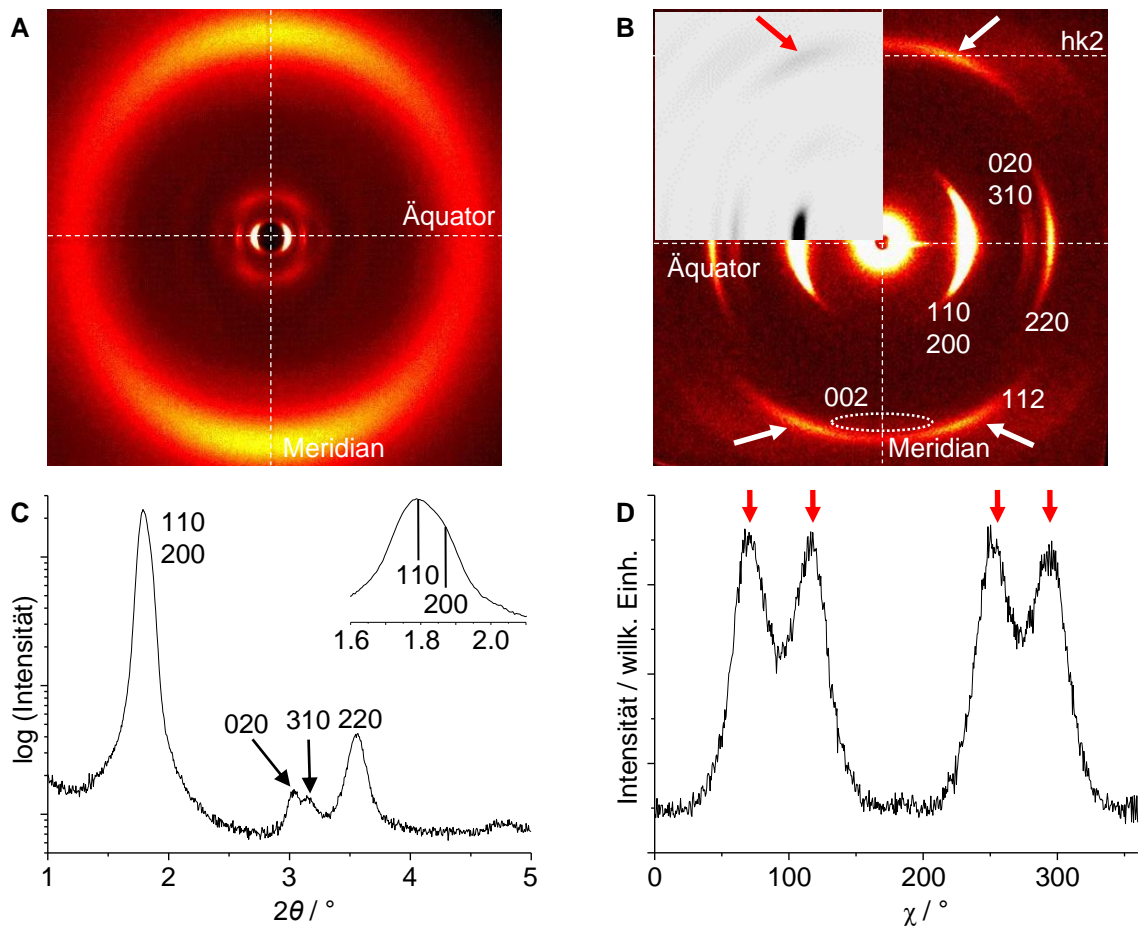 A
Äquator
Meridian
B
hk2
020
310
Äquator
110
200
220
002
112
Meridian
C
110
200
110
200
1.6 1.8 2.0
020 310 220
log (Intensität)
1 2 3 4 5
2θ / °
D
Intensität / willk. Einh.
0 100 200 300
χ / °